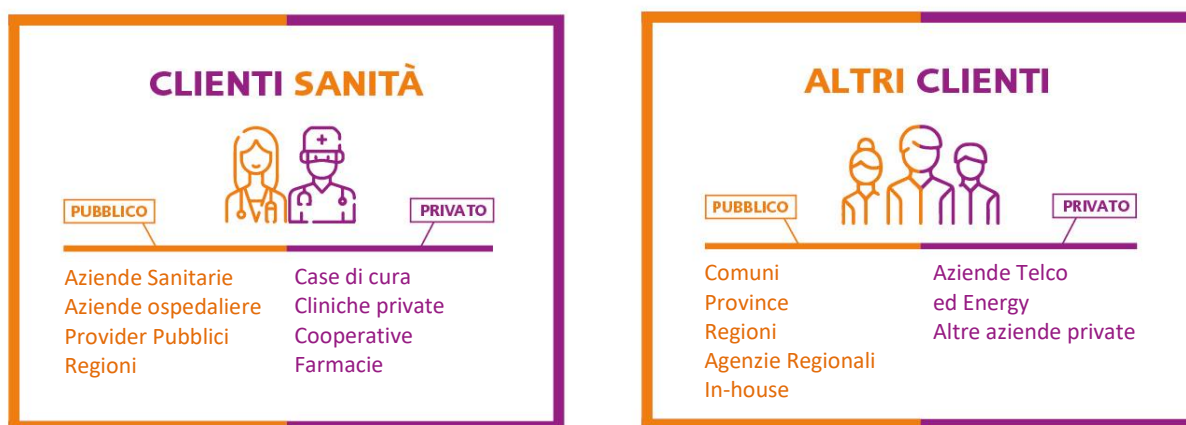 CLIENTI SANITÀ
PUBBLICO
PRIVATO
Aziende Sanitarie
Aziende ospedaliere
Provider Pubblici
Regioni
Case di cura
Cliniche private
Cooperative
Farmacie
ALTRI CLIENTI
PUBBLICO
PRIVATO
Comuni
Province
Regioni
Agenzie Regionali
In-house
Aziende Telco
ed Energy
Altre aziende private